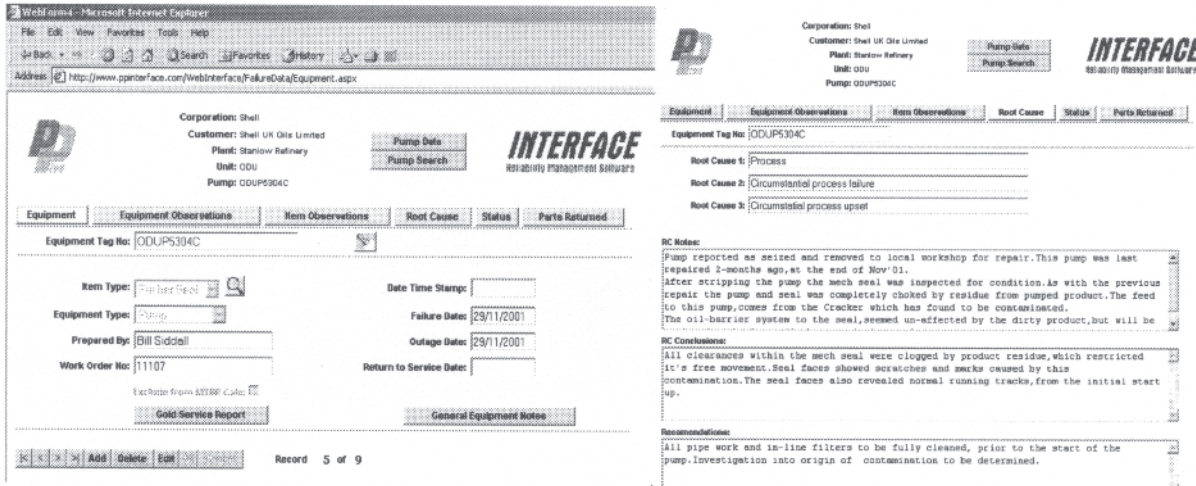 WebForm4 - Microsoft Internet Explorer
File Edit View Favorites Tools Help
Back Search Favorites History
Address http://www.ppinterface.com/WebInterface/FailureData/Equipment.aspx
Corporation: Shell
Customer: Shell UK Oils Limited
Plant: Stanlow Refinery
Unit: ODU
Pump: ODUP5304C
Pump Data
Pump Search
INTERFACE
Reliability Management Software
Equipment Equipment Observations Item Observations Root Cause Status Parts Returned
Equipment Tag No: ODUP5304C
Item Type: Seal
Equipment Type: Pump
Prepared By: Bill Siddall
Work Order No: 11107
Date Time Stamp:
Failure Date: 29/11/2001
Outage Date: 29/11/2001
Return to Service Date:
Exclude from MTBF Calc:
Gold Service Report
General Equipment Notes
|< < > >| Add Delete Edit
Record 5 of 9
Corporation: Shell
Customer: Shell UK Oils Limited
Plant: Stanlow Refinery
Unit: ODU
Pump: ODUP5304C
Pump Data
Pump Search
INTERFACE
Reliability Management Software
Equipment Equipment Observations Item Observations Root Cause Status Parts Returned
Equipment Tag No: ODUP5304C
Root Cause 1: Process
Root Cause 2: Circumstantial process failure
Root Cause 3: Circumstatial process upset
RC Notes:
Pump reported as seized and removed to local workshop for repair.This pump was last
repaired 2-months ago,at the end of Nov'01.
After stripping the pump the mech seal was inspected for condition.As with the previous
repair the pump and seal was completely choked by residue from pumped product.The feed
to this pump,comes from the Cracker which has found to be contaminated.
The oil-barrier system to the seal,seemed un-affected by the dirty product,but will be
RC Conclusions:
All clearances within the mech seal were clogged by product residue,which restricted
it's free movement.Seal faces showed scratches and marks caused by this
contamination.The seal faces also revealed normal running tracks,from the initial start
up.
Recomendations:
All pipe work and in-line filters to be fully cleaned, prior to the start of the
pump.Investigation into origin of contamination to be determined.